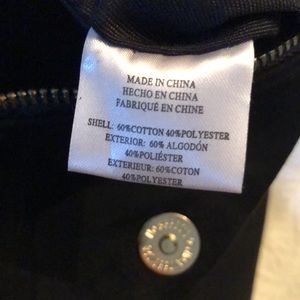 MADE IN CHINA
HECHO EN CHINA
FABRIQUÉ EN CHINE
SHELL: 60%COTTON 40%POLYESTER
EXTERIOR: 60% ALGODÓN
40%POLIÉSTER
EXTERIEUR: 60%COTON
40%POLYESTER